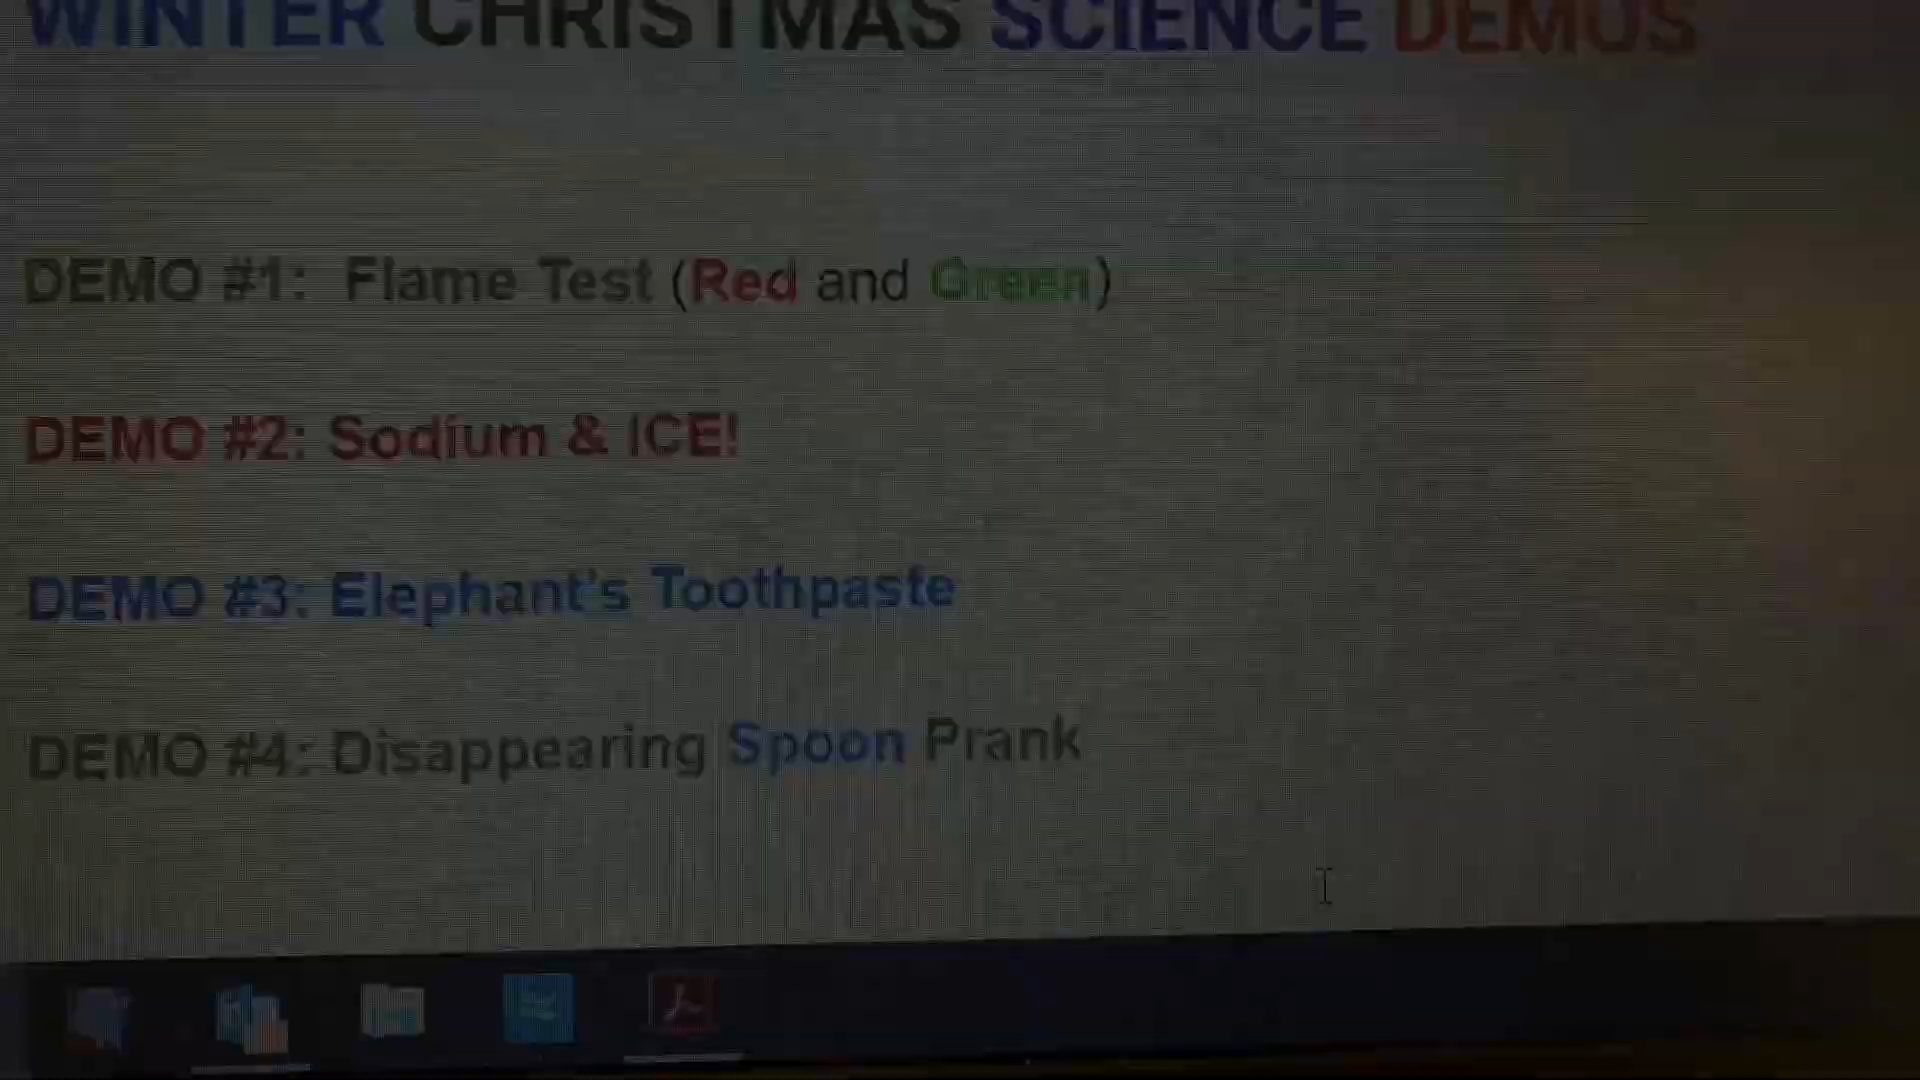 WINTER CHRISTMAS SCIENCE DEMOS
DEMO #1: Flame Test (Red and Green)
DEMO #2: Sodium & ICE!
DEMO #3: Elephant's Toothpaste
DEMO #4: Disappearing Spoon Prank